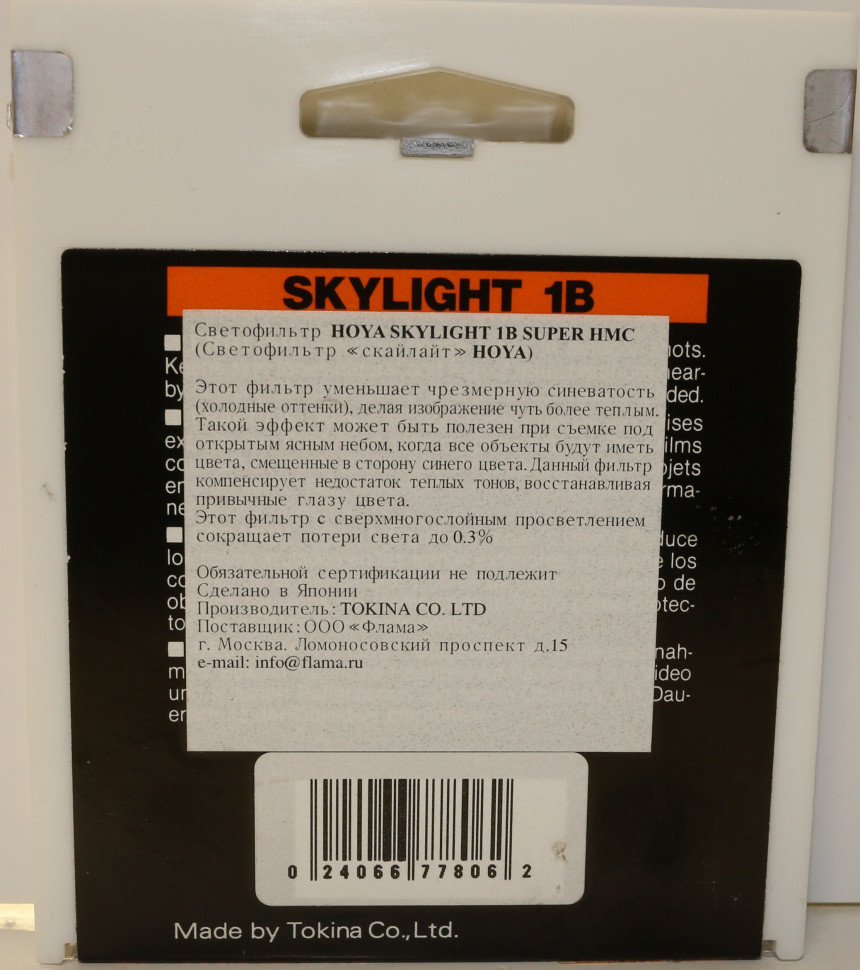 JAPAN
SKYLIGHT 1B
Светофильтр HOYA SKYLIGHT 1B SUPER HMC
(Светофильтр «скайлайт» HOYA)
Этот фильтр уменьшает чрезмерную синеватость
(холодные оттенки), делая изображение чуть более теплым.
Такой эффект может быть полезен при съемке под
открытым ясным небом, когда все объекты будут иметь
цвета, смещенные в сторону синего цвета. Данный фильтр
компенсирует недостаток теплых тонов, восстанавливая
привычные глазу цвета.
Этот фильтр с сверхмногослойным просветлением
сокращает потери света до 0.3%
Обязательной сертификации не подлежит
Сделано в Японии
Производитель: TOKINA CO. LTD
Поставщик: ООО «Флама»
г. Москва. Ломоносовский проспект д.15
e-mail: info@flama.ru
0 24066 77806 2
Made by Tokina Co., Ltd.